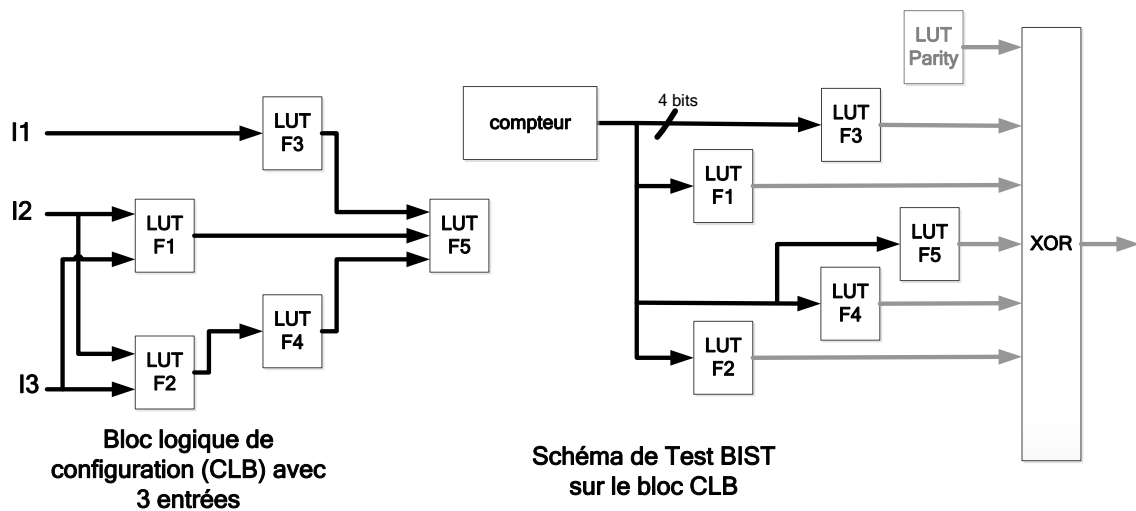 I1
I2
I3
LUT
F3
LUT
F1
LUT
F5
LUT
F4
LUT
F2
Bloc logique de
configuration (CLB) avec
3 entrées
compteur
4 bits
LUT
Parity
LUT
F3
LUT
F1
LUT
F5
LUT
F4
LUT
F2
XOR
Schéma de Test BIST
sur le bloc CLB